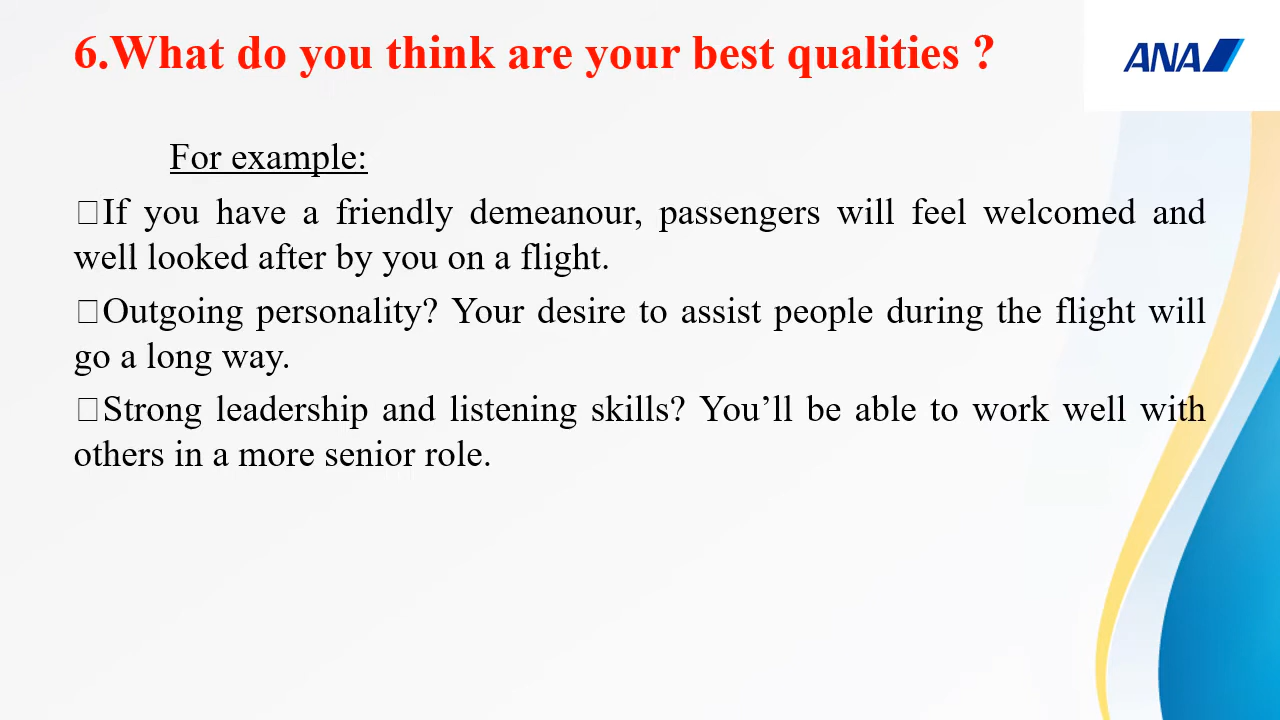 6.What do you think are your best qualities ?
ANA
For example:
□If you have a friendly demeanour, passengers will feel welcomed and
well looked after by you on a flight.
□Outgoing personality? Your desire to assist people during the flight will
go a long way.
□Strong leadership and listening skills? You’ll be able to work well with
others in a more senior role.